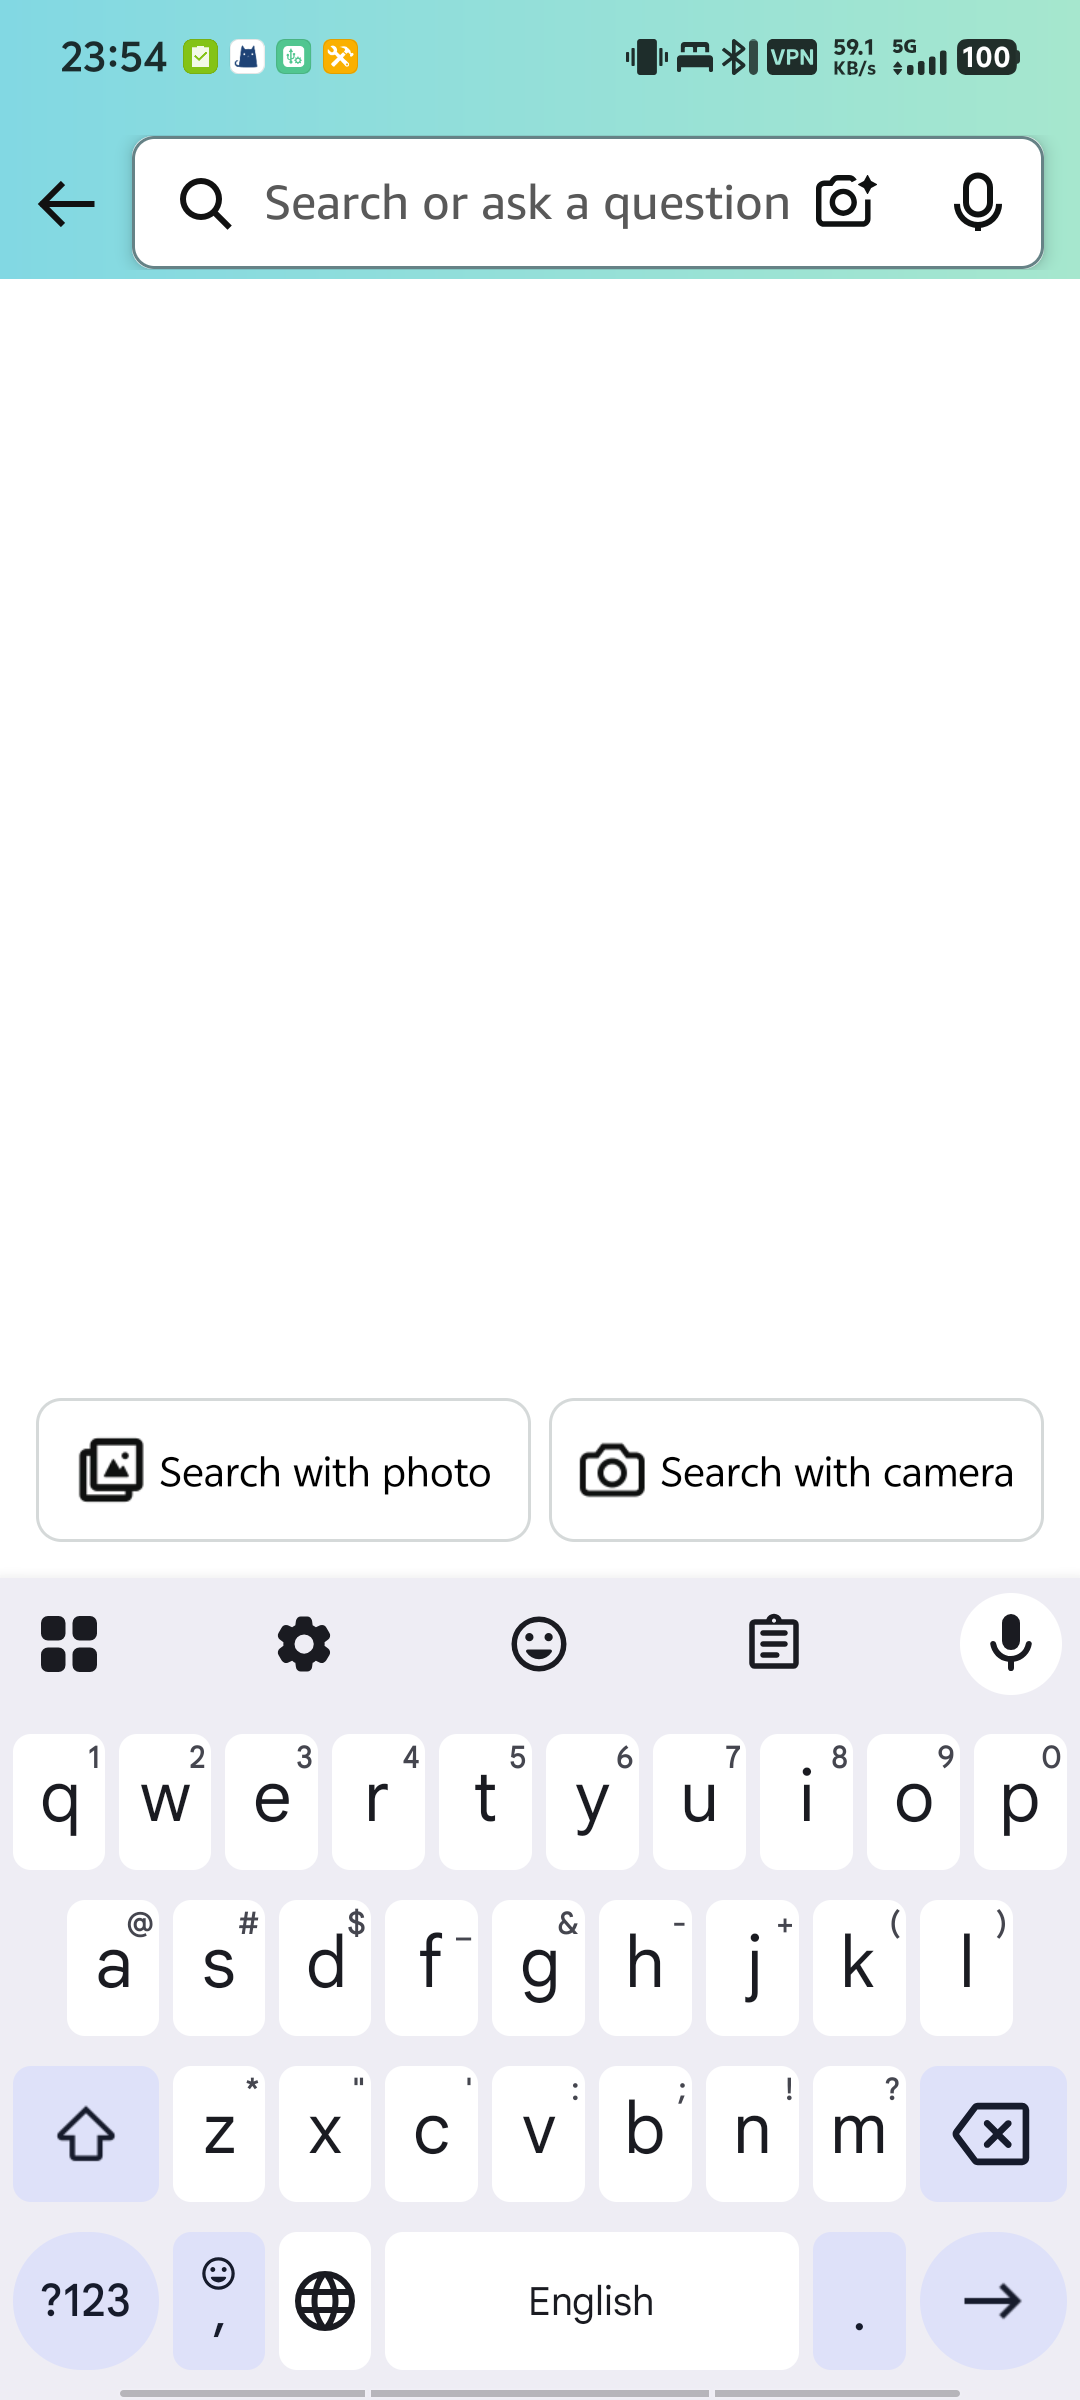 23:54 VPN 59.1 KB/s 5G 100
Search or ask a question
Search with photo Search with camera
1 2 3 4 5 6 7 8 9 0
q w e r t y u i o p
@ # $ _ & - + ( )
a s d f g h j k l
* " ' : ; ! ?
z x c v b n m
?123 , English .